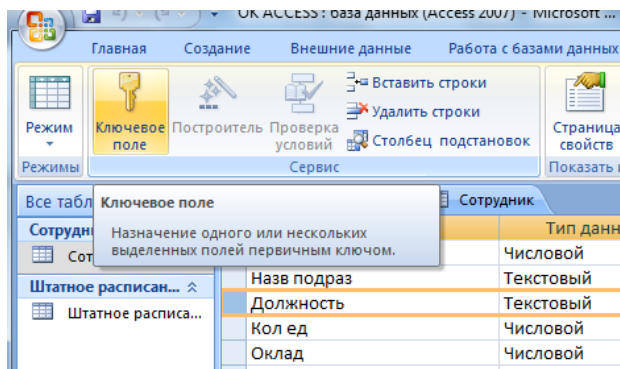 OK ACCESS : база данных (Access 2007) - Microsoft ...
Главная Создание Внешние данные Работа с базами данных
Режим
Ключевое поле
Построитель
Проверка условий
Вставить строки
Удалить строки
Столбец подстановок
Страница свойств
Режимы Сервис Показать
Все табл
Сотрудник
Ключевое поле
Назначение одного или нескольких
выделенных полей первичным ключом.
Сотрудн
Сот
Штатное расписан...
Штатное расписа...
Тип данн
Числовой
Назв подраз Текстовый
Должность Текстовый
Кол ед Числовой
Оклад Числовой